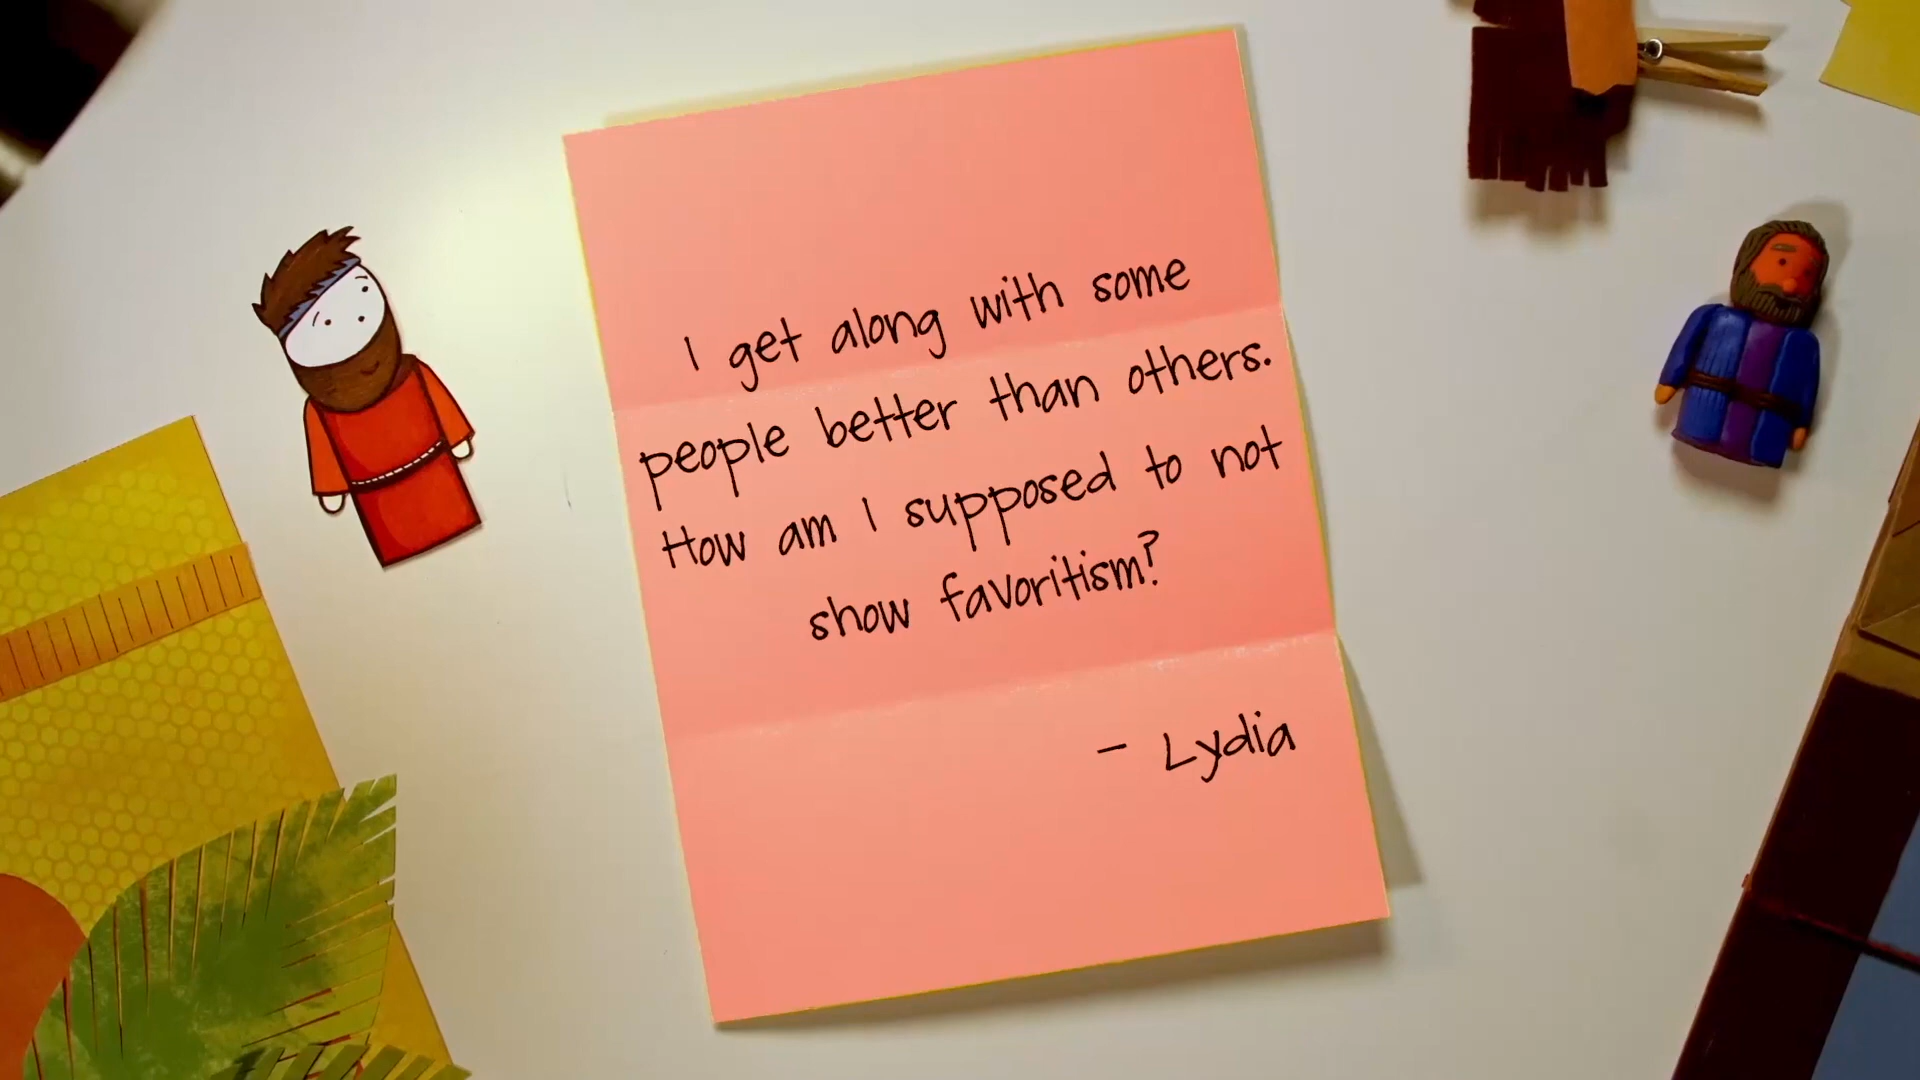 I get along with some
people better than others.
How am I supposed to not
show favoritism?
- Lydia